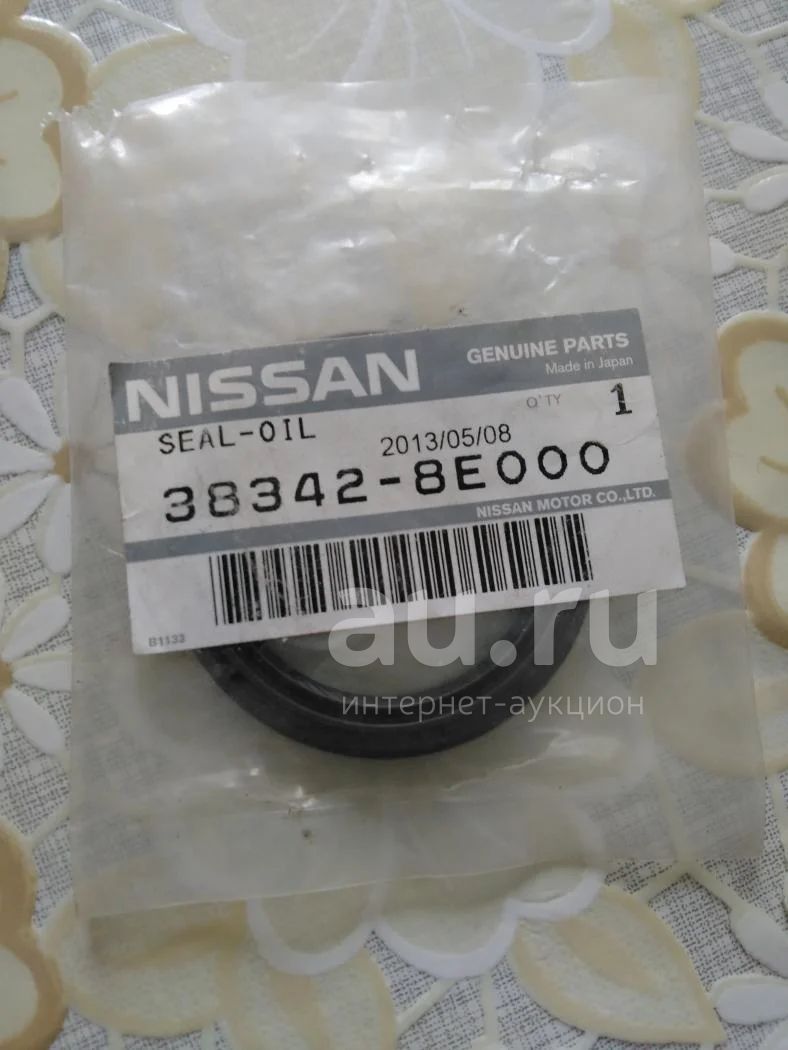 NISSAN
GENUINE PARTS
Made in Japan
SEAL-OIL
Q'TY
1
2013/05/08
38342-8E000
NISSAN MOTOR CO.,LTD.
B1133
au.ru
интернет-аукцион